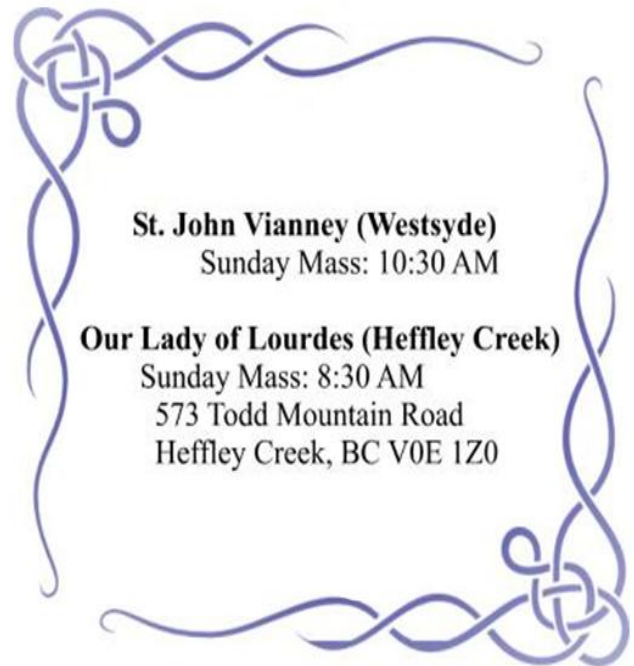 St. John Vianney (Westsyde)
Sunday Mass: 10:30 AM
Our Lady of Lourdes (Heffley Creek)
Sunday Mass: 8:30 AM
573 Todd Mountain Road
Heffley Creek, BC V0E 1Z0